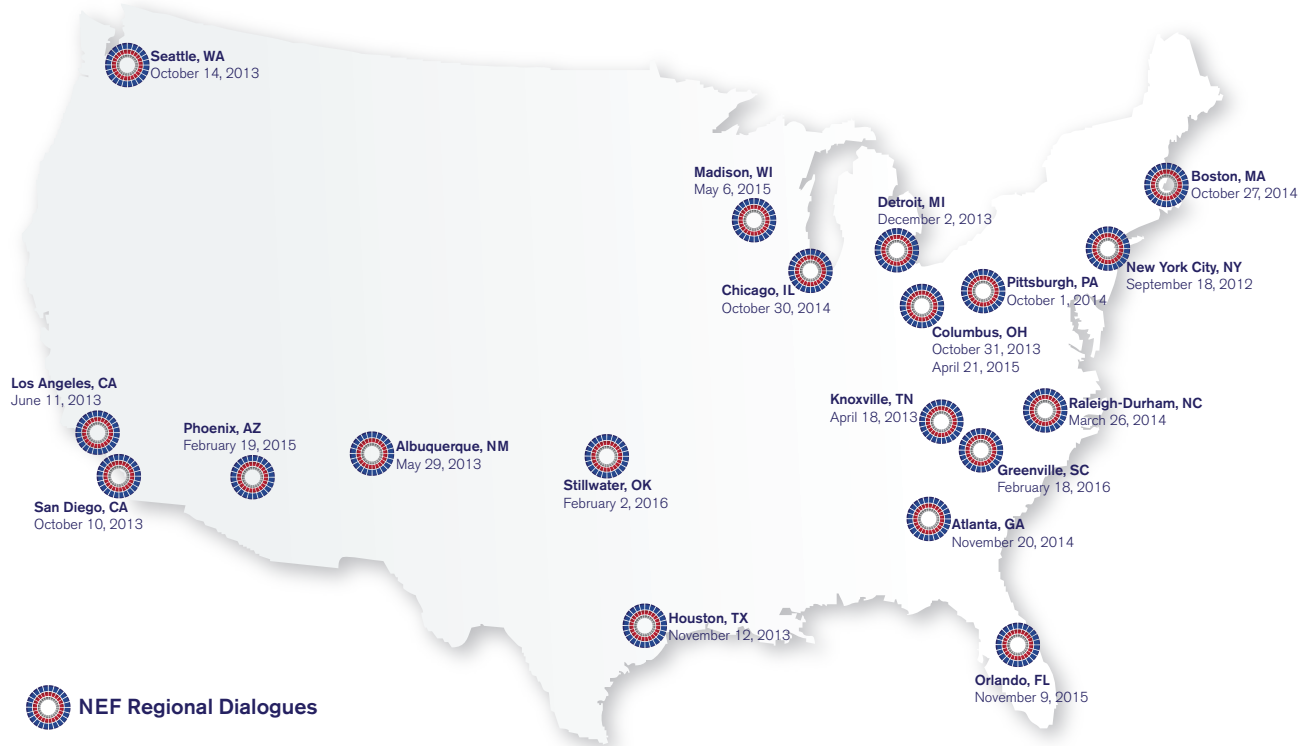 Seattle, WA
October 14, 2013
Madison, WI
May 6, 2015
Boston, MA
October 27, 2014
Detroit, MI
December 2, 2013
New York City, NY
September 18, 2012
Pittsburgh, PA
October 1, 2014
Chicago, IL
October 30, 2014
Columbus, OH
October 31, 2013
April 21, 2015
Los Angeles, CA
June 11, 2013
Knoxville, TN
April 18, 2013
Raleigh-Durham, NC
March 26, 2014
Phoenix, AZ
February 19, 2015
Albuquerque, NM
May 29, 2013
Stillwater, OK
February 2, 2016
Greenville, SC
February 18, 2016
San Diego, CA
October 10, 2013
Atlanta, GA
November 20, 2014
Houston, TX
November 12, 2013
Orlando, FL
November 9, 2015
NEF Regional Dialogues